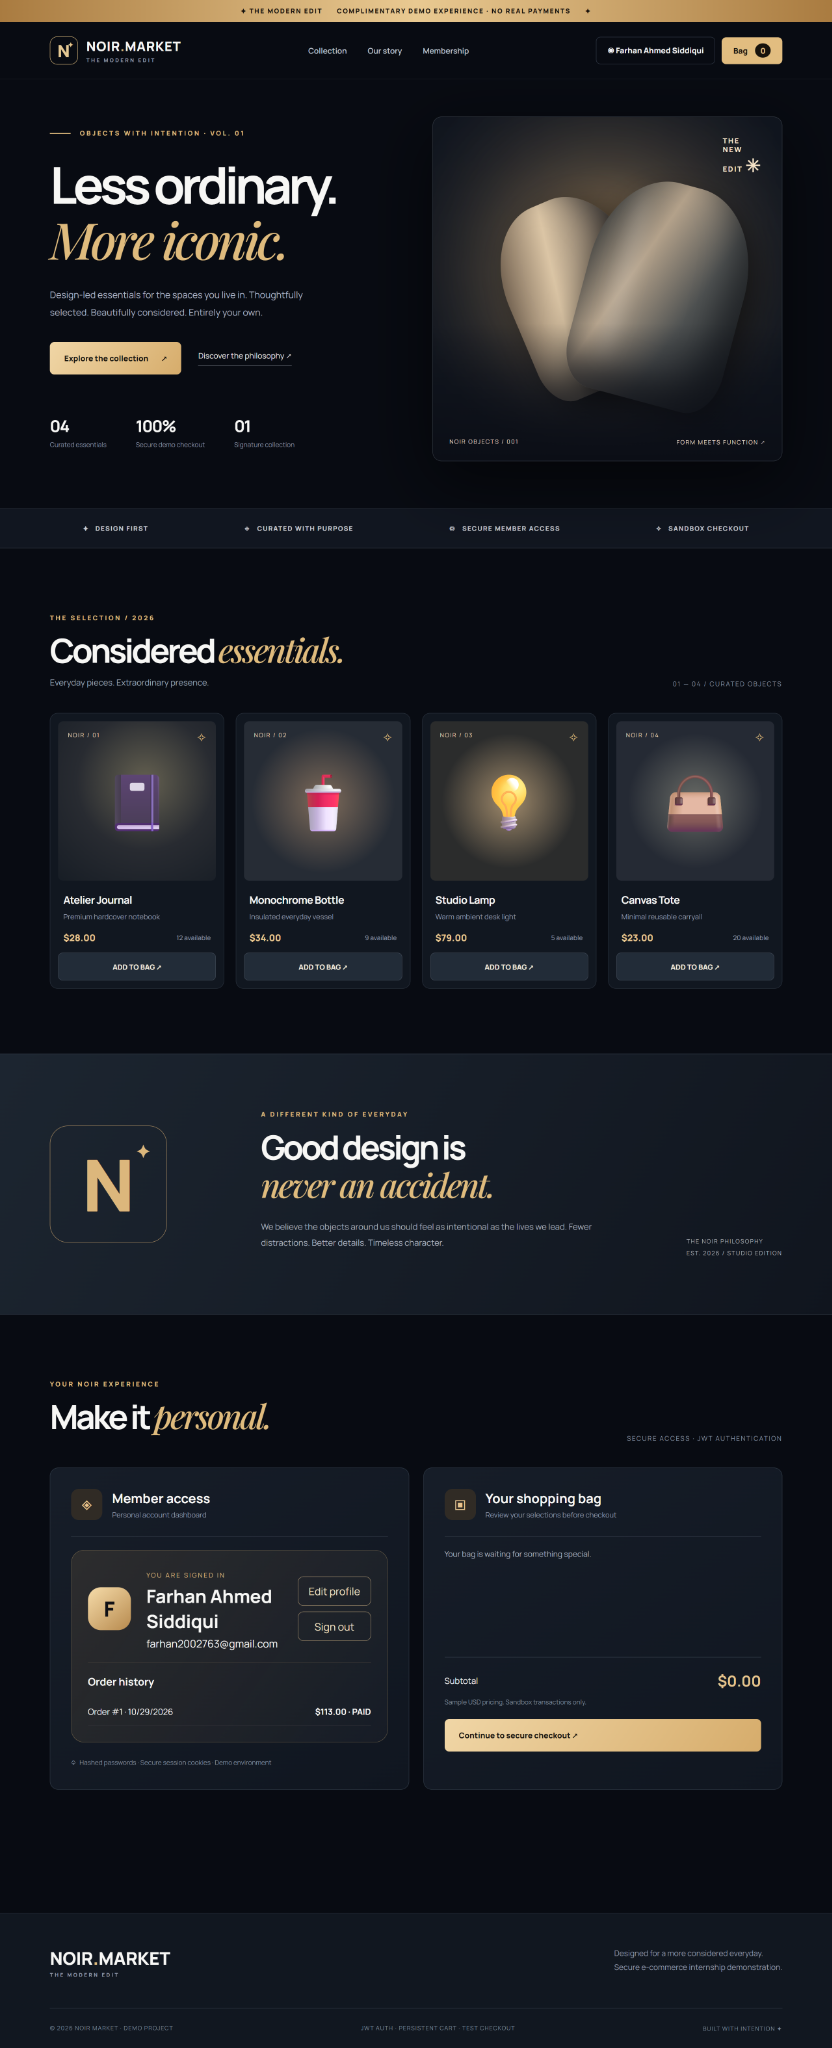 ✦ THE MODERN EDIT COMPLIMENTARY DEMO EXPERIENCE · NO REAL PAYMENTS ✦
N
NOIR.MARKET
THE MODERN EDIT
Collection
Our story
Membership
Farhan Ahmed Siddiqui
Bag 0
OBJECTS WITH INTENTION · VOL. 01
Less ordinary.
More iconic.
Design-led essentials for the spaces you live in. Thoughtfully
selected. Beautifully considered. Entirely your own.
Explore the collection ↗
Discover the philosophy ↗
04
Curated essentials
100%
Secure demo checkout
01
Signature collection
THE
NEW
EDIT
NOIR OBJECTS / 001
FORM MEETS FUNCTION ↗
DESIGN FIRST
CURATED WITH PURPOSE
SECURE MEMBER ACCESS
SANDBOX CHECKOUT
THE SELECTION / 2026
Considered essentials.
Everyday pieces. Extraordinary presence.
01 — 04 / CURATED OBJECTS
NOIR / 01
Atelier Journal
Premium hardcover notebook
$28.00
12 available
ADD TO BAG ↗
NOIR / 02
Monochrome Bottle
Insulated everyday vessel
$34.00
9 available
ADD TO BAG ↗
NOIR / 03
Studio Lamp
Warm ambient desk light
$79.00
5 available
ADD TO BAG ↗
NOIR / 04
Canvas Tote
Minimal reusable carryall
$23.00
20 available
ADD TO BAG ↗
N
A DIFFERENT KIND OF EVERYDAY
Good design is
never an accident.
We believe the objects around us should feel as intentional as the lives we lead. Fewer
distractions. Better details. Timeless character.
THE NOIR PHILOSOPHY
EST. 2026 / STUDIO EDITION
YOUR NOIR EXPERIENCE
Make it personal.
SECURE ACCESS · JWT AUTHENTICATION
Member access
Personal account dashboard
F
YOU ARE SIGNED IN
Farhan Ahmed
Siddiqui
farhan2002763@gmail.com
Edit profile
Sign out
Order history
Order #1 · 10/29/2026
$113.00 · PAID
Hashed passwords · Secure session cookies · Demo environment
Your shopping bag
Review your selections before checkout
Your bag is waiting for something special.
Subtotal
$0.00
Sample USD pricing. Sandbox transactions only.
Continue to secure checkout ↗
NOIR.MARKET
THE MODERN EDIT
Designed for a more considered everyday.
Secure e-commerce internship demonstration.
© 2026 NOIR MARKET · DEMO PROJECT
JWT AUTH · PERSISTENT CART · TEST CHECKOUT
BUILT WITH INTENTION ✦